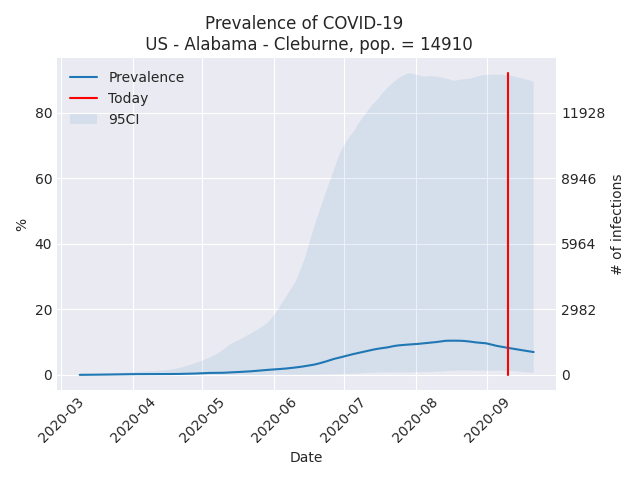 Prevalence of COVID-19
US - Alabama - Cleburne, pop. = 14910
Prevalence
Today
95CI
80
60
40
20
0
%
11928
8946
5964
2982
0
# of infections
2020-03
2020-04
2020-05
2020-06
2020-07
2020-08
2020-09
Date